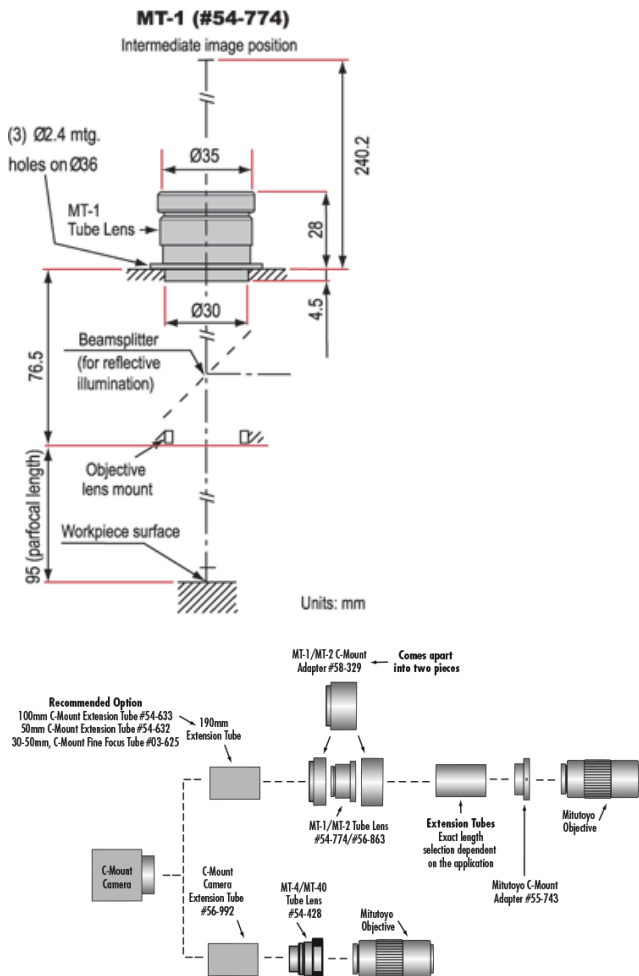 MT-1 (#54-774)
Intermediate image position
(3) Ø2.4 mtg.
holes on Ø36
Ø35
240.2
MT-1
Tube Lens
28
Ø30
4.5
76.5
Beamsplitter
(for reflective
illumination)
Objective
lens mount
95 (parfocal length)
Workpiece surface
Units: mm
MT-1/MT-2 C-Mount
Adapter #58-329
Comes apart
into two pieces
Recommended Option
100mm C-Mount Extension Tube #54-633
50mm C-Mount Extension Tube #54-632
30-50mm, C-Mount Fine Focus Tube #03-625
190mm
Extension Tube
MT-1/MT-2 Tube Lens
#54-774/#56-863
Extension Tubes
Exact length
selection dependent
on the application
Mitutoyo
Objective
Mitutoyo C-Mount
Adapter #55-743
C-Mount
Camera
C-Mount
Camera
Extension Tube
#56-992
MT-4/MT-40
Tube Lens
#54-428
Mitutoyo
Objective